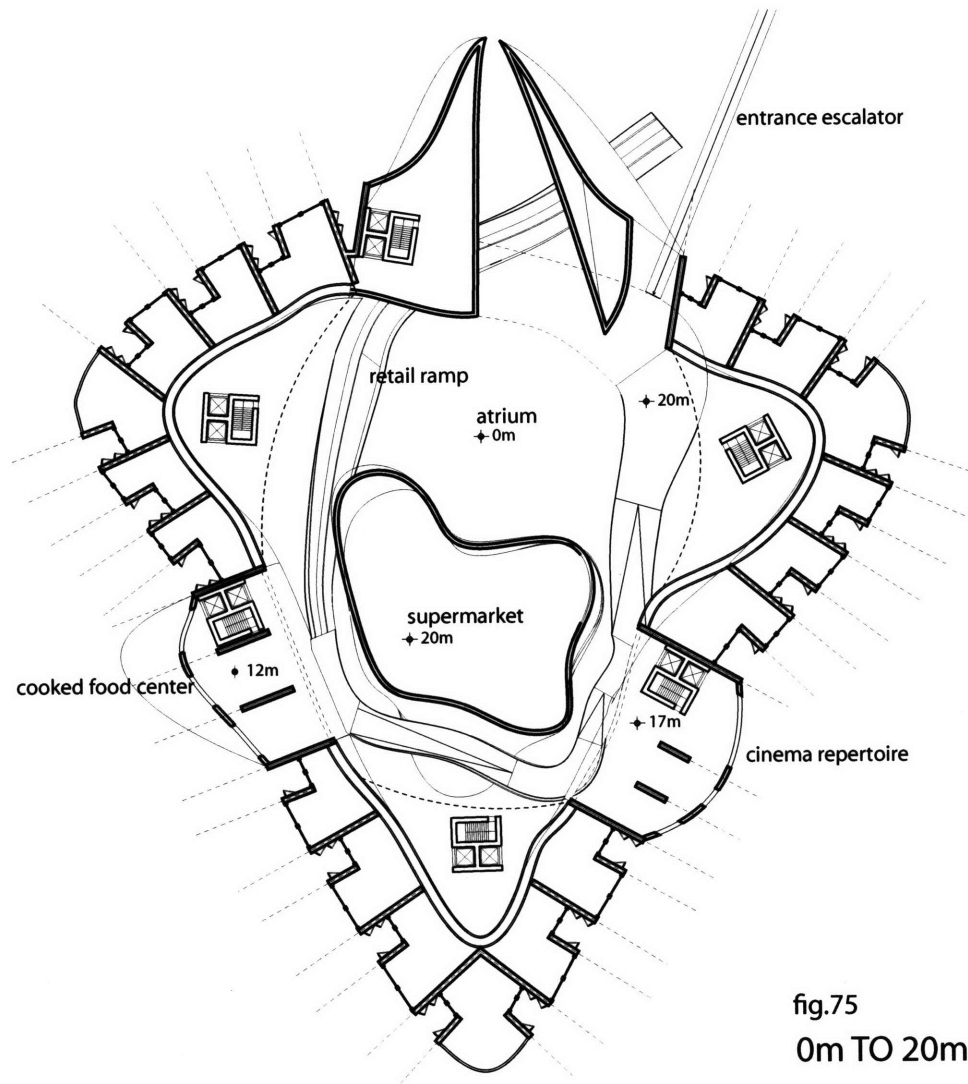 entrance escalator
retail ramp
20m
atrium
0m
supermarket
20m
cooked food center
12m
17m
cinema repertoire
fig.75
0m TO 20m